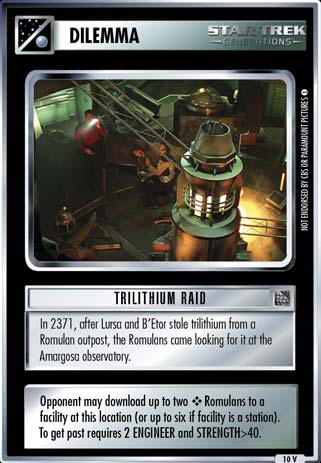 DILEMMA
STAR TREK
GENERATIONS
NOT ENDORSED BY CBS OR PARAMOUNT PICTURES
TRILITHIUM RAID
In 2371, after Lursa and B'Etor stole trilithium from a
Romulan outpost, the Romulans came looking for it at the
Amargosa observatory.
Opponent may download up to two ❖ Romulans to a
facility at this location (or up to six if facility is a station).
To get past requires 2 ENGINEER and STRENGTH>40.
10 V